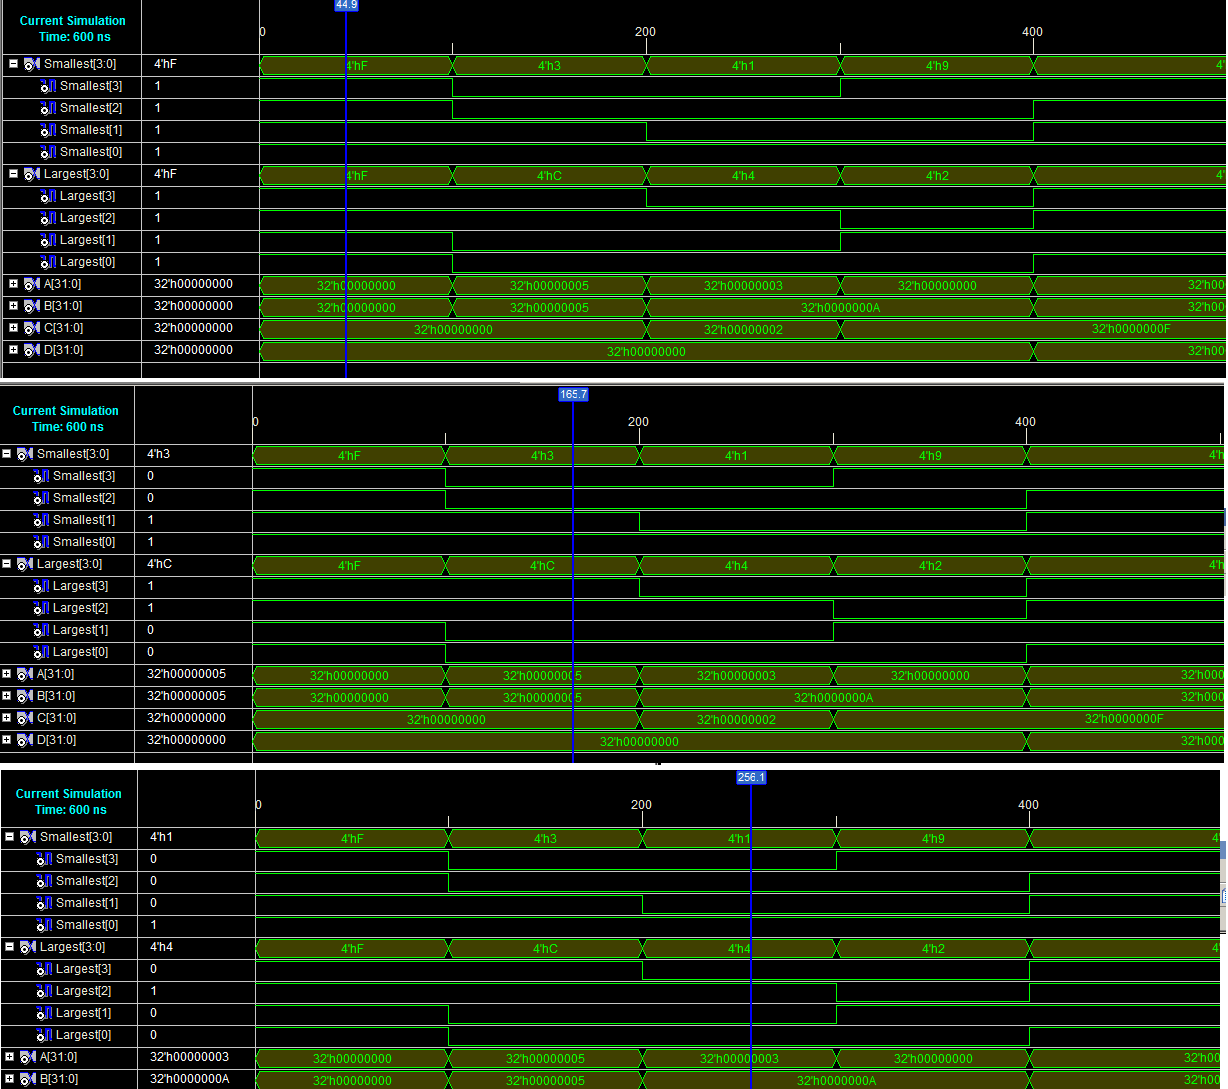 44.9
Current Simulation
Time: 600 ns
0 200 400
Smallest[3:0] 4'hF 4'hF 4'h3 4'h1 4'h9 4'
Smallest[3] 1
Smallest[2] 1
Smallest[1] 1
Smallest[0] 1
Largest[3:0] 4'hF 4'hF 4'hC 4'h4 4'h2 4'
Largest[3] 1
Largest[2] 1
Largest[1] 1
Largest[0] 1
A[31:0] 32'h00000000 32'h00000000 32'h00000005 32'h00000003 32'h00000000 32'h00
B[31:0] 32'h00000000 32'h00000000 32'h00000005 32'h0000000A 32'h00
C[31:0] 32'h00000000 32'h00000000 32'h00000002 32'h0000000F
D[31:0] 32'h00000000 32'h00000000 32'h00
165.7
Current Simulation
Time: 600 ns
0 200 400
Smallest[3:0] 4'h3 4'hF 4'h3 4'h1 4'h9 4'h
Smallest[3] 0
Smallest[2] 0
Smallest[1] 1
Smallest[0] 1
Largest[3:0] 4'hC 4'hF 4'hC 4'h4 4'h2 4'h
Largest[3] 1
Largest[2] 1
Largest[1] 0
Largest[0] 0
A[31:0] 32'h00000005 32'h00000000 32'h00000005 32'h00000003 32'h00000000 32'h000
B[31:0] 32'h00000005 32'h00000000 32'h00000005 32'h0000000A 32'h000
C[31:0] 32'h00000000 32'h00000000 32'h00000002 32'h0000000F
D[31:0] 32'h00000000 32'h00000000 32'h000
256.1
Current Simulation
Time: 600 ns
0 200 400
Smallest[3:0] 4'h1 4'hF 4'h3 4'h1 4'h9 4'
Smallest[3] 0
Smallest[2] 0
Smallest[1] 0
Smallest[0] 1
Largest[3:0] 4'h4 4'hF 4'hC 4'h4 4'h2 4'
Largest[3] 0
Largest[2] 1
Largest[1] 0
Largest[0] 0
A[31:0] 32'h00000003 32'h00000000 32'h00000005 32'h00000003 32'h00000000 32'h00
B[31:0] 32'h0000000A 32'h00000000 32'h00000005 32'h0000000A 32'h00